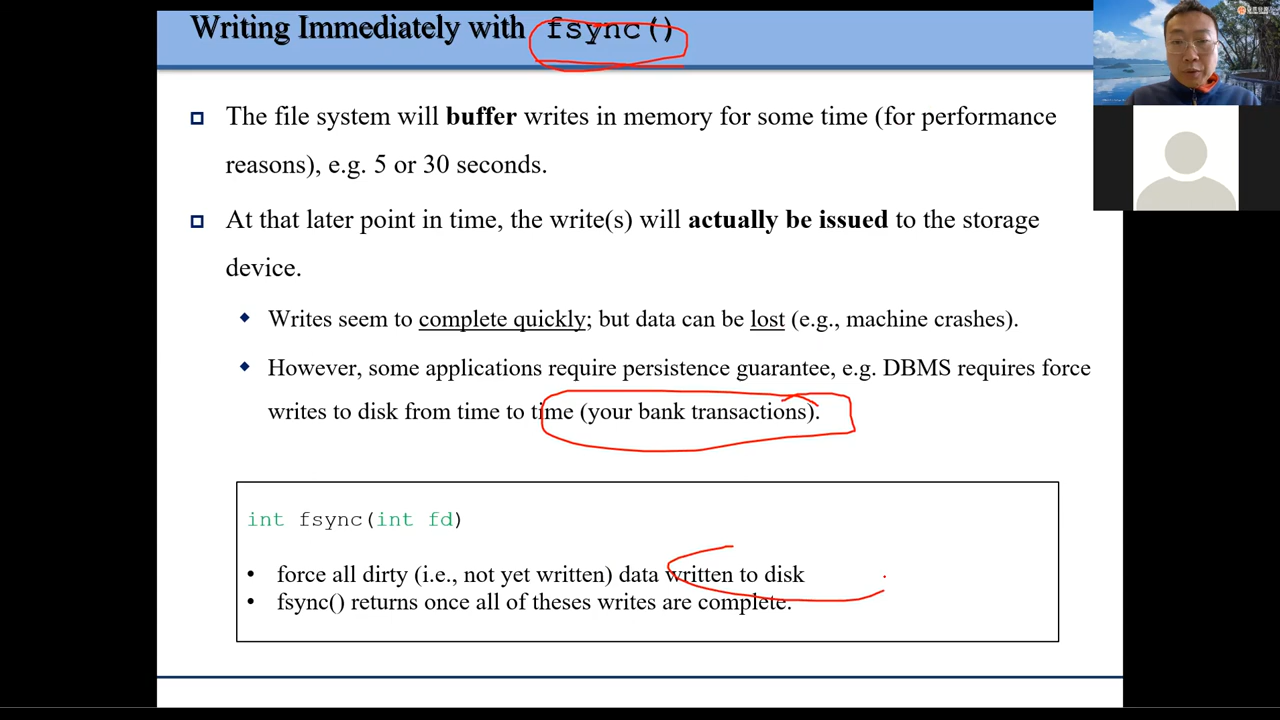 Writing Immediately with fsync()
The file system will buffer writes in memory for some time (for performance
reasons), e.g. 5 or 30 seconds.
At that later point in time, the write(s) will actually be issued to the storage
device.
Writes seem to complete quickly; but data can be lost (e.g., machine crashes).
However, some applications require persistence guarantee, e.g. DBMS requires force
writes to disk from time to time (your bank transactions).
int fsync(int fd)
• force all dirty (i.e., not yet written) data written to disk
• fsync() returns once all of theses writes are complete.